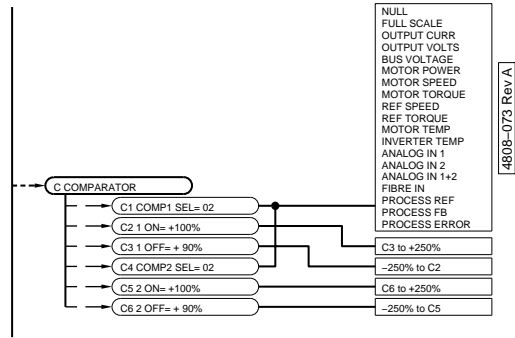 NULL
FULL SCALE
OUTPUT CURR
OUTPUT VOLTS
BUS VOLTAGE
MOTOR POWER
MOTOR SPEED
MOTOR TORQUE
REF SPEED
REF TORQUE
MOTOR TEMP
INVERTER TEMP
ANALOG IN 1
ANALOG IN 2
ANALOG IN 1+2
FIBRE IN
PROCESS REF
PROCESS FB
PROCESS ERROR
4808–073 Rev A
C COMPARATOR
C1 COMP1 SEL= 02
C2 1 ON= +100%
C3 to +250%
C3 1 OFF= + 90%
–250% to C2
C4 COMP2 SEL= 02
C5 2 ON= +100%
C6 to +250%
C6 2 OFF= + 90%
–250% to C5